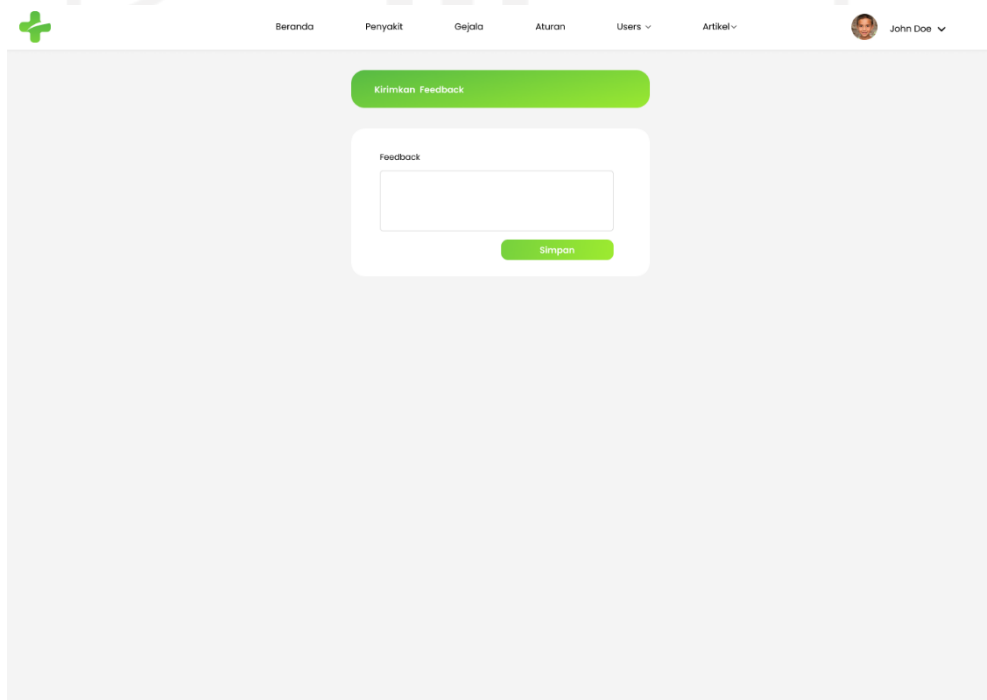 Beranda Penyakit Gejala Aturan Users Artikel John Doe
Kirimkan Feedback
Feedback
Simpan